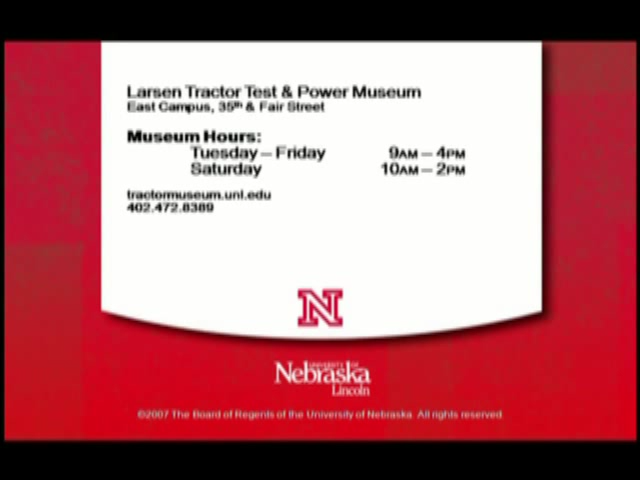 Larsen Tractor Test & Power Museum
East Campus, 35th & Fair Street
Museum Hours:
Tuesday – Friday 9AM – 4PM
Saturday 10AM – 2PM
tractormuseum.unl.edu
402.472.8389
N
UNIVERSITY OF
Nebraska
Lincoln
©2007 The Board of Regents of the University of Nebraska. All rights reserved.